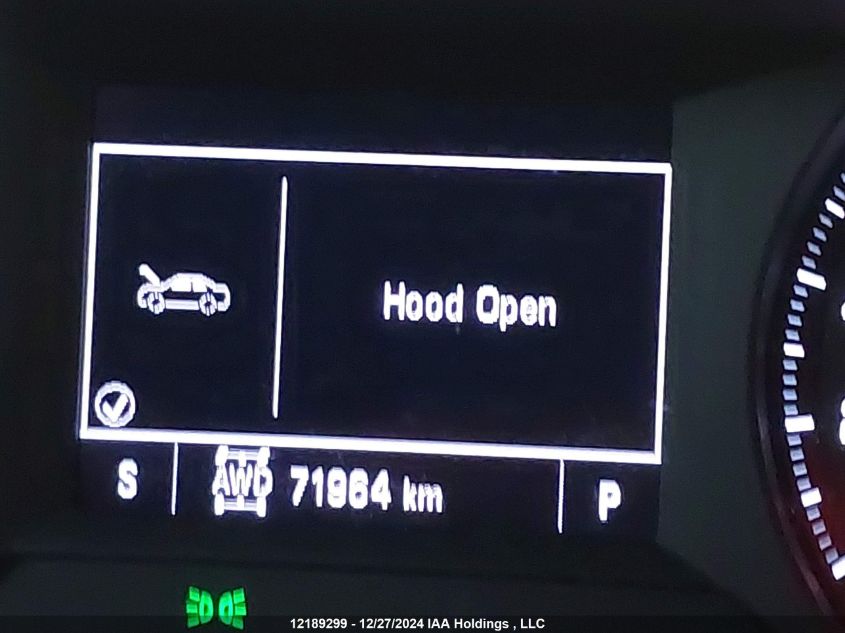 Hood Open
S AWD 71964 km P
12189299 - 12/27/2024 IAA Holdings , LLC